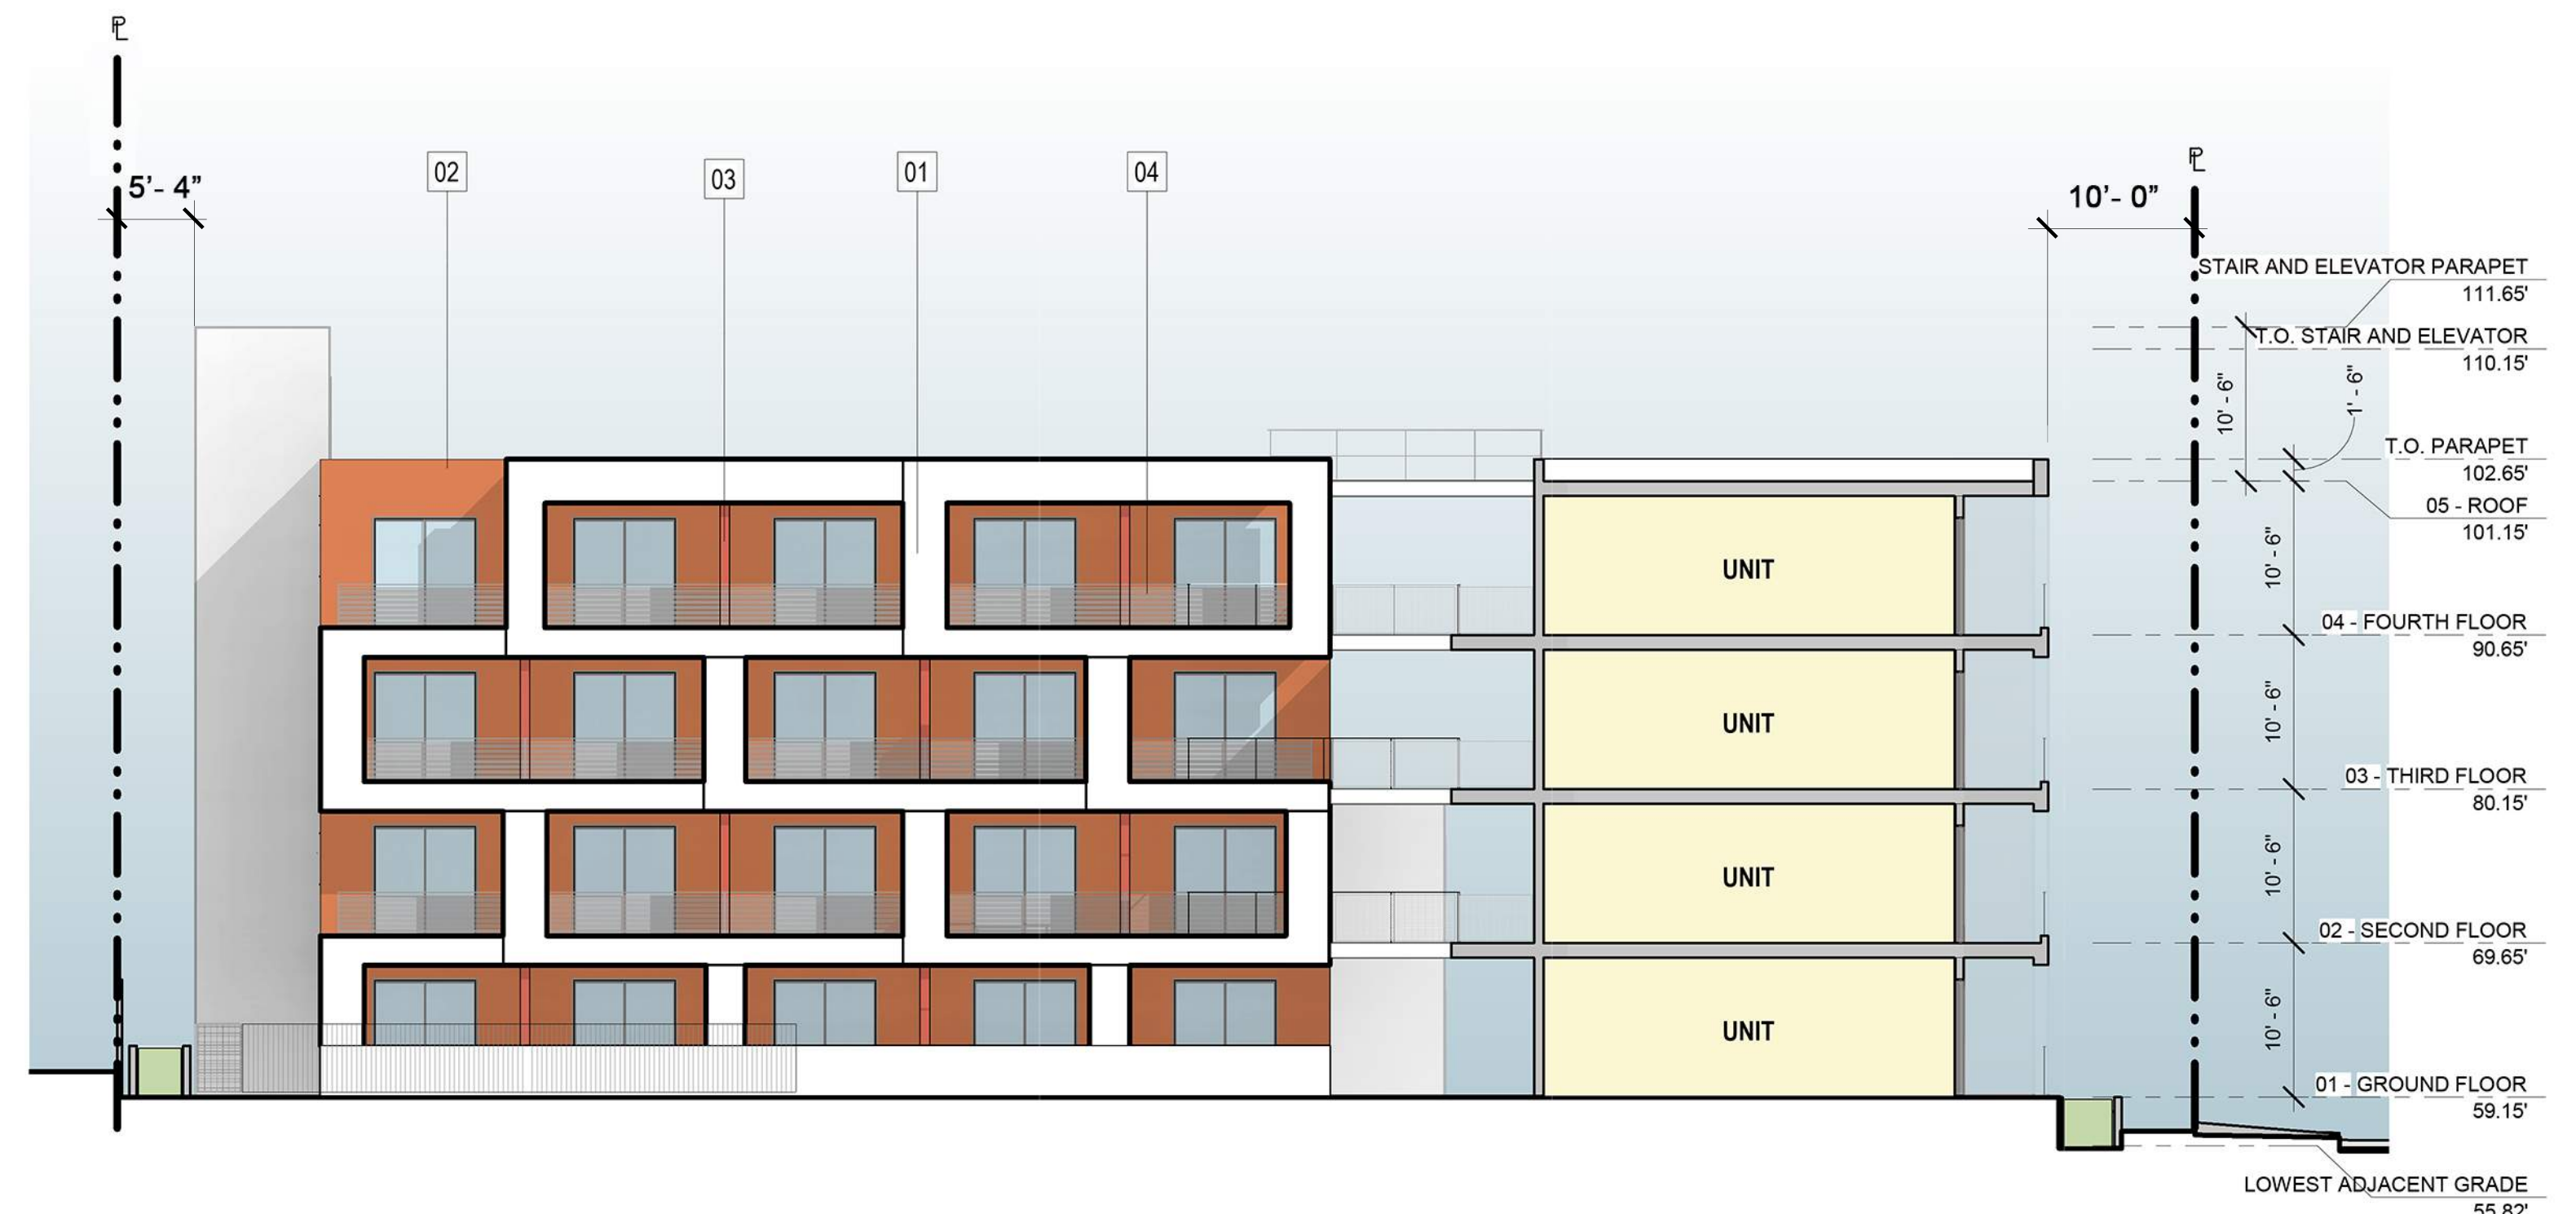 PL
PL
5’- 4”
02
03
01
04
10’- 0”
STAIR AND ELEVATOR PARAPET
111.65'
T.O. STAIR AND ELEVATOR
110.15'
10' - 6"
1' - 6"
T.O. PARAPET
102.65'
05 - ROOF
101.15'
10' - 6"
UNIT
04 - FOURTH FLOOR
90.65'
10' - 6"
UNIT
03 - THIRD FLOOR
80.15'
10' - 6"
UNIT
02 - SECOND FLOOR
69.65'
10' - 6"
UNIT
01 - GROUND FLOOR
59.15'
LOWEST ADJACENT GRADE
55.82'